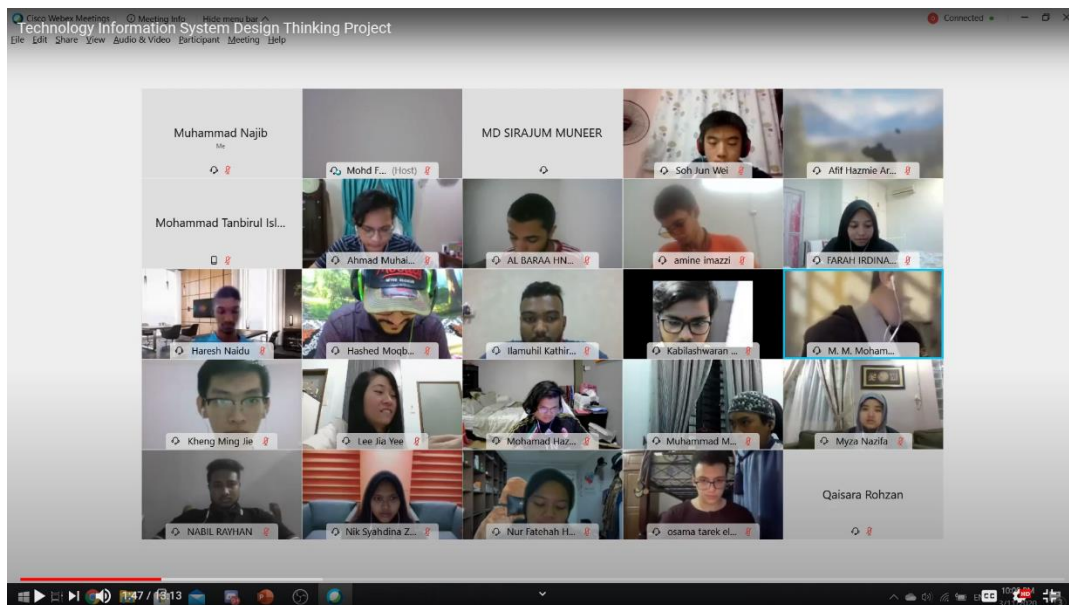 Cisco Webex Meetings Meeting Info Hide menu bar Connected
Technology Information System Design Thinking Project
File Edit Share View Audio & Video Participant Meeting Help
Muhammad Najib
Me
Mohd F... (Host)
MD SIRAJUM MUNEER
Soh Jun Wei
Afif Hazmie Ar...
Mohammad Tanbirul Isl...
Ahmad Muhai...
AL BARAA HN...
amine imazzi
FARAH IRDINA...
Haresh Naidu
Hashed Moqb...
Ilamuhil Kathir...
Kabilashwaran ...
M. M. Moham...
Kheng Ming Jie
Lee Jia Yee
Mohamad Haz...
Muhammad M...
Myza Nazifa
NABIL RAYHAN
Nik Syahdina Z...
Nur Fatehah H...
osama tarek el...
Qaisara Rohzan
1:47 / 13:13
CC
HD